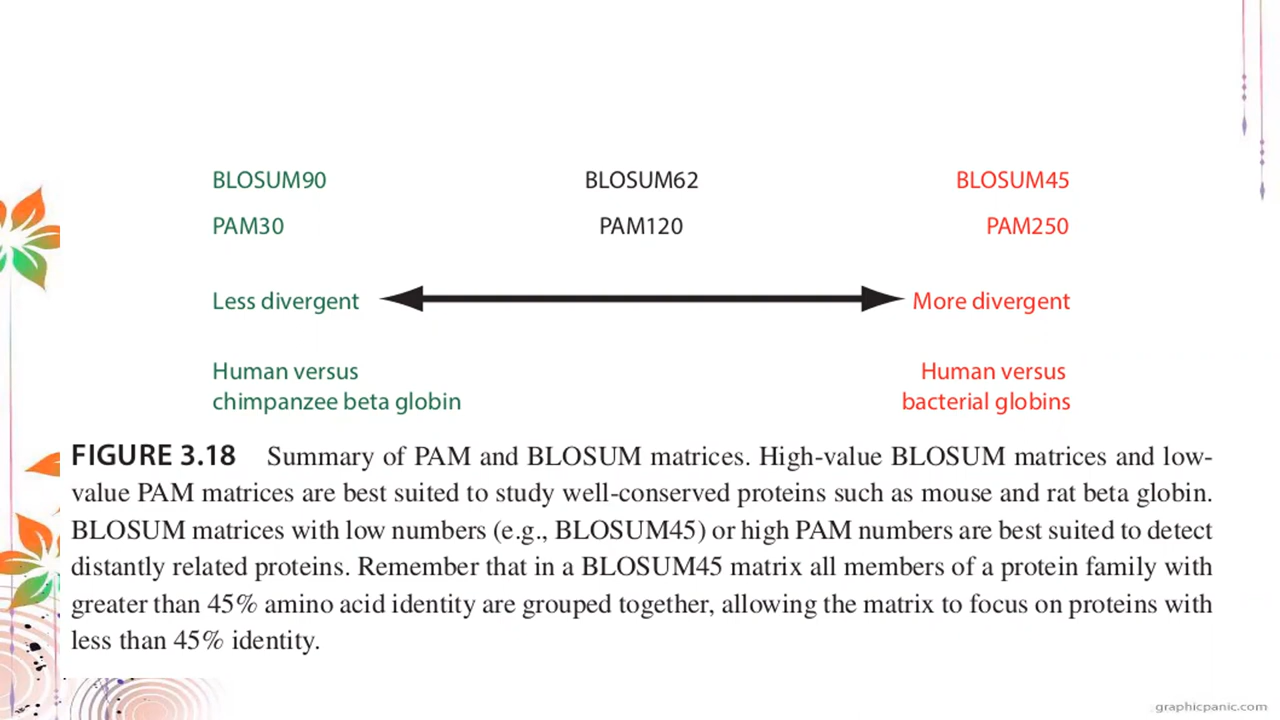 BLOSUM90 BLOSUM62 BLOSUM45
PAM30 PAM120 PAM250
Less divergent More divergent
Human versus Human versus
chimpanzee beta globin bacterial globins
FIGURE 3.18 Summary of PAM and BLOSUM matrices. High-value BLOSUM matrices and low-
value PAM matrices are best suited to study well-conserved proteins such as mouse and rat beta globin.
BLOSUM matrices with low numbers (e.g., BLOSUM45) or high PAM numbers are best suited to detect
distantly related proteins. Remember that in a BLOSUM45 matrix all members of a protein family with
greater than 45% amino acid identity are grouped together, allowing the matrix to focus on proteins with
less than 45% identity.
graphicpanic.com